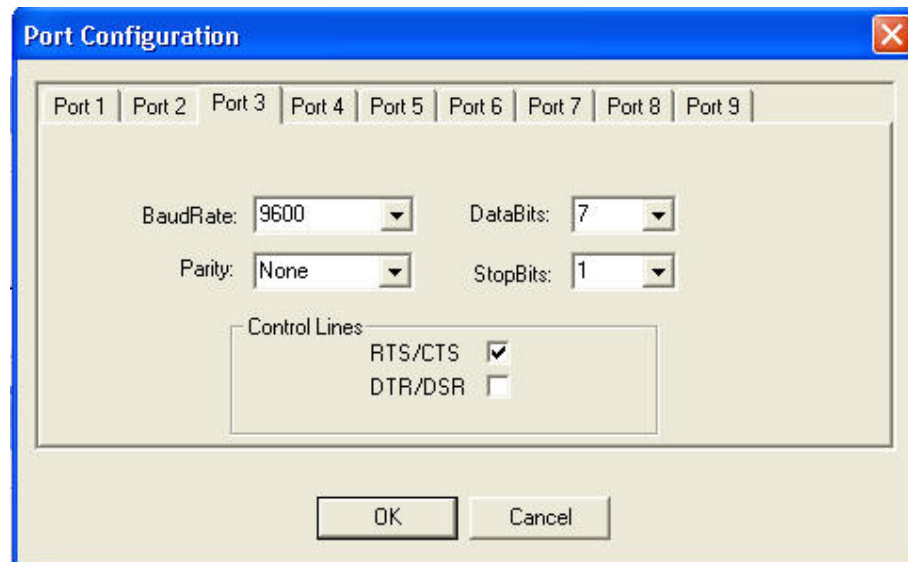 Port Configuration
Port 1 Port 2 Port 3 Port 4 Port 5 Port 6 Port 7 Port 8 Port 9
BaudRate: 9600 DataBits: 7
Parity: None StopBits: 1
Control Lines
RTS/CTS
DTR/DSR
OK Cancel